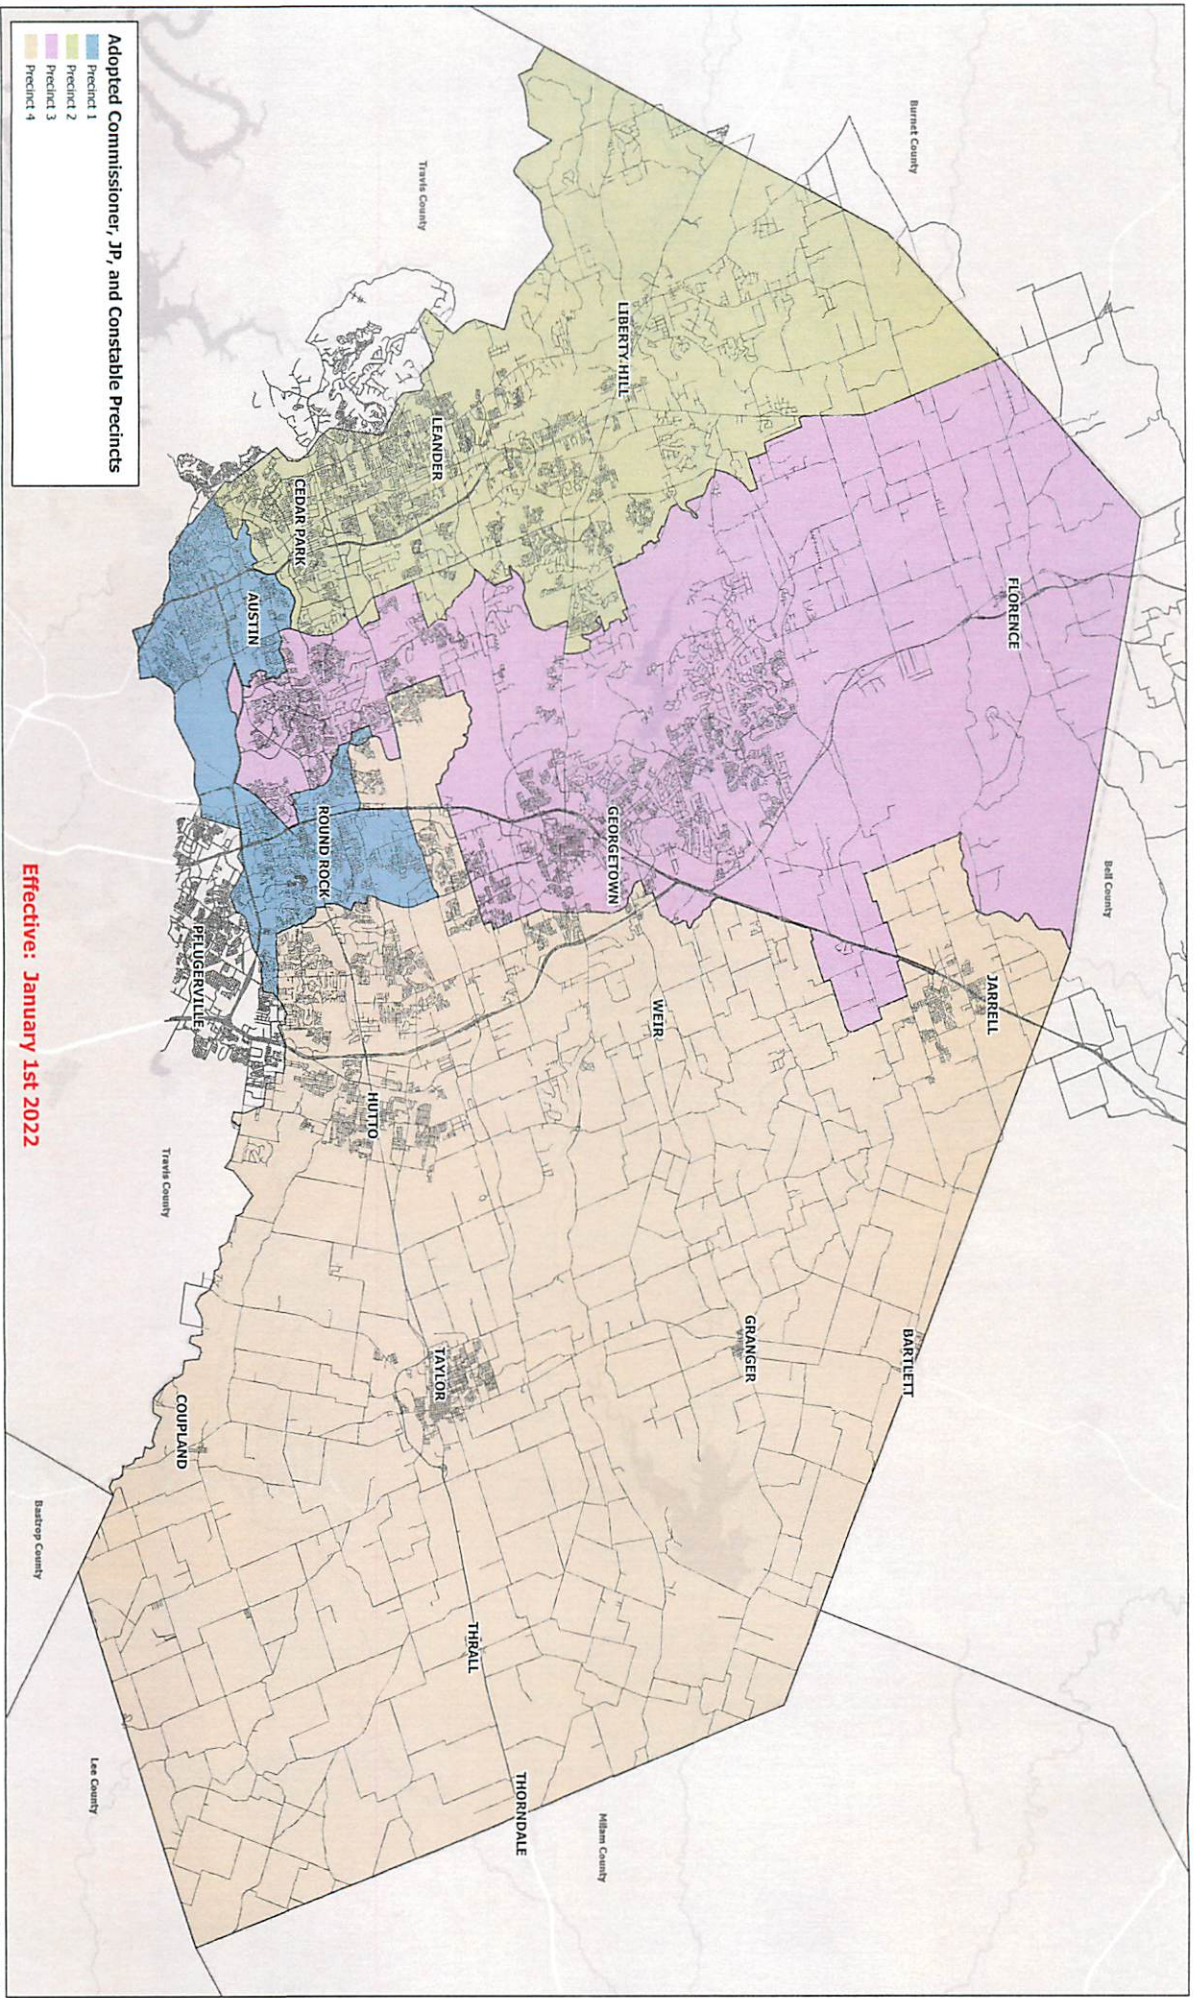 Burnet County
Bell County
FLORENCE
JARRELL
BARTLETT
LIBERTY HILL
GEORGETOWN
WEIR
GRANGER
Milam County
Travis County
LEANDER
CEDAR PARK
HUTTO
TAYLOR
THRALL
THORNDALE
AUSTIN
ROUND ROCK
PFLUGERVILLE
Travis County
COUPLAND
Bastrop County
Lee County
Adopted Commissioner, JP, and Constable Precincts
Precinct 1
Precinct 2
Precinct 3
Precinct 4
Effective: January 1st 2022